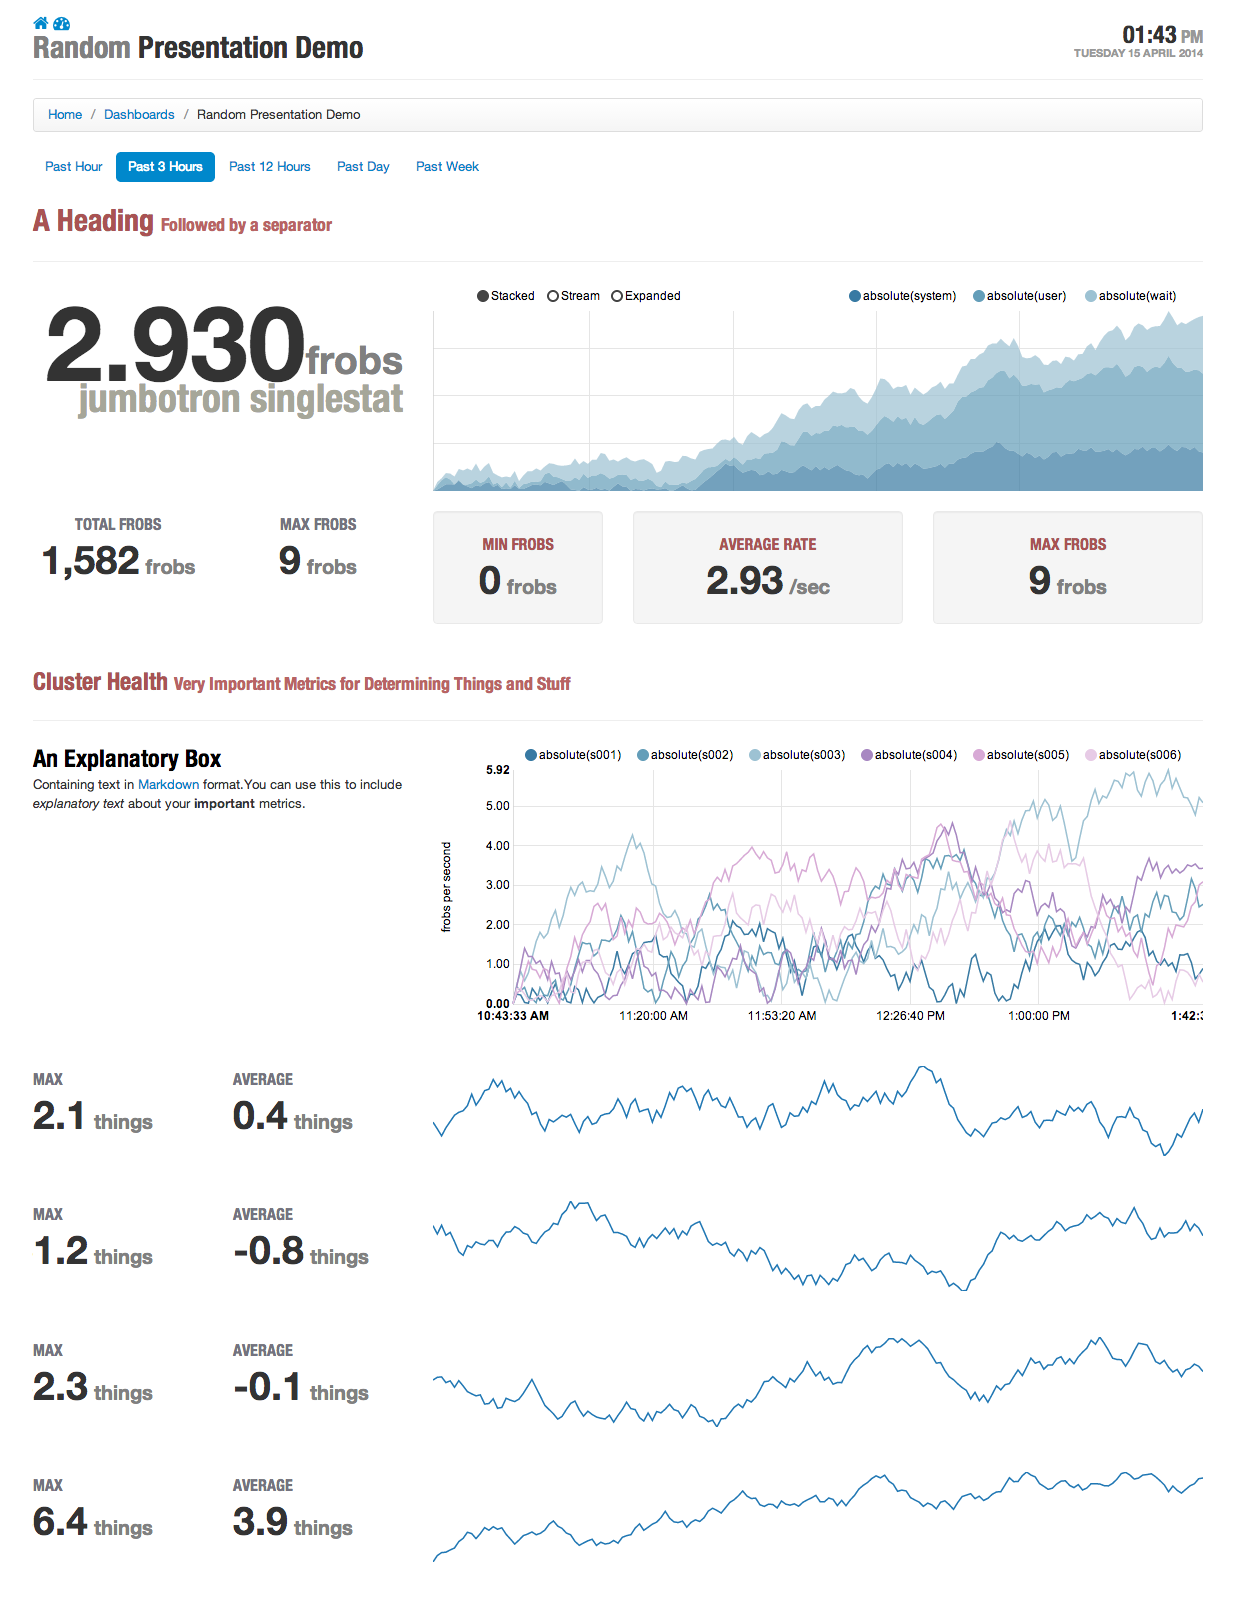 Random Presentation Demo
01:43 PM
TUESDAY 15 APRIL 2014
Home / Dashboards / Random Presentation Demo
Past Hour Past 3 Hours Past 12 Hours Past Day Past Week
A Heading Followed by a separator
2.930 frobs
jumbotron singlestat
Stacked Stream Expanded absolute(system) absolute(user) absolute(wait)
TOTAL FROBS
1,582 frobs
MAX FROBS
9 frobs
MIN FROBS
0 frobs
AVERAGE RATE
2.93 /sec
MAX FROBS
9 frobs
Cluster Health Very Important Metrics for Determining Things and Stuff
An Explanatory Box
Containing text in Markdown format.You can use this to include
explanatory text about your important metrics.
absolute(s001) absolute(s002) absolute(s003) absolute(s004) absolute(s005) absolute(s006)
frobs per second
5.92
5.00
4.00
3.00
2.00
1.00
0.00
10:43:33 AM 11:20:00 AM 11:53:20 AM 12:26:40 PM 1:00:00 PM 1:42:
MAX
2.1 things
AVERAGE
0.4 things
MAX
1.2 things
AVERAGE
-0.8 things
MAX
2.3 things
AVERAGE
-0.1 things
MAX
6.4 things
AVERAGE
3.9 things